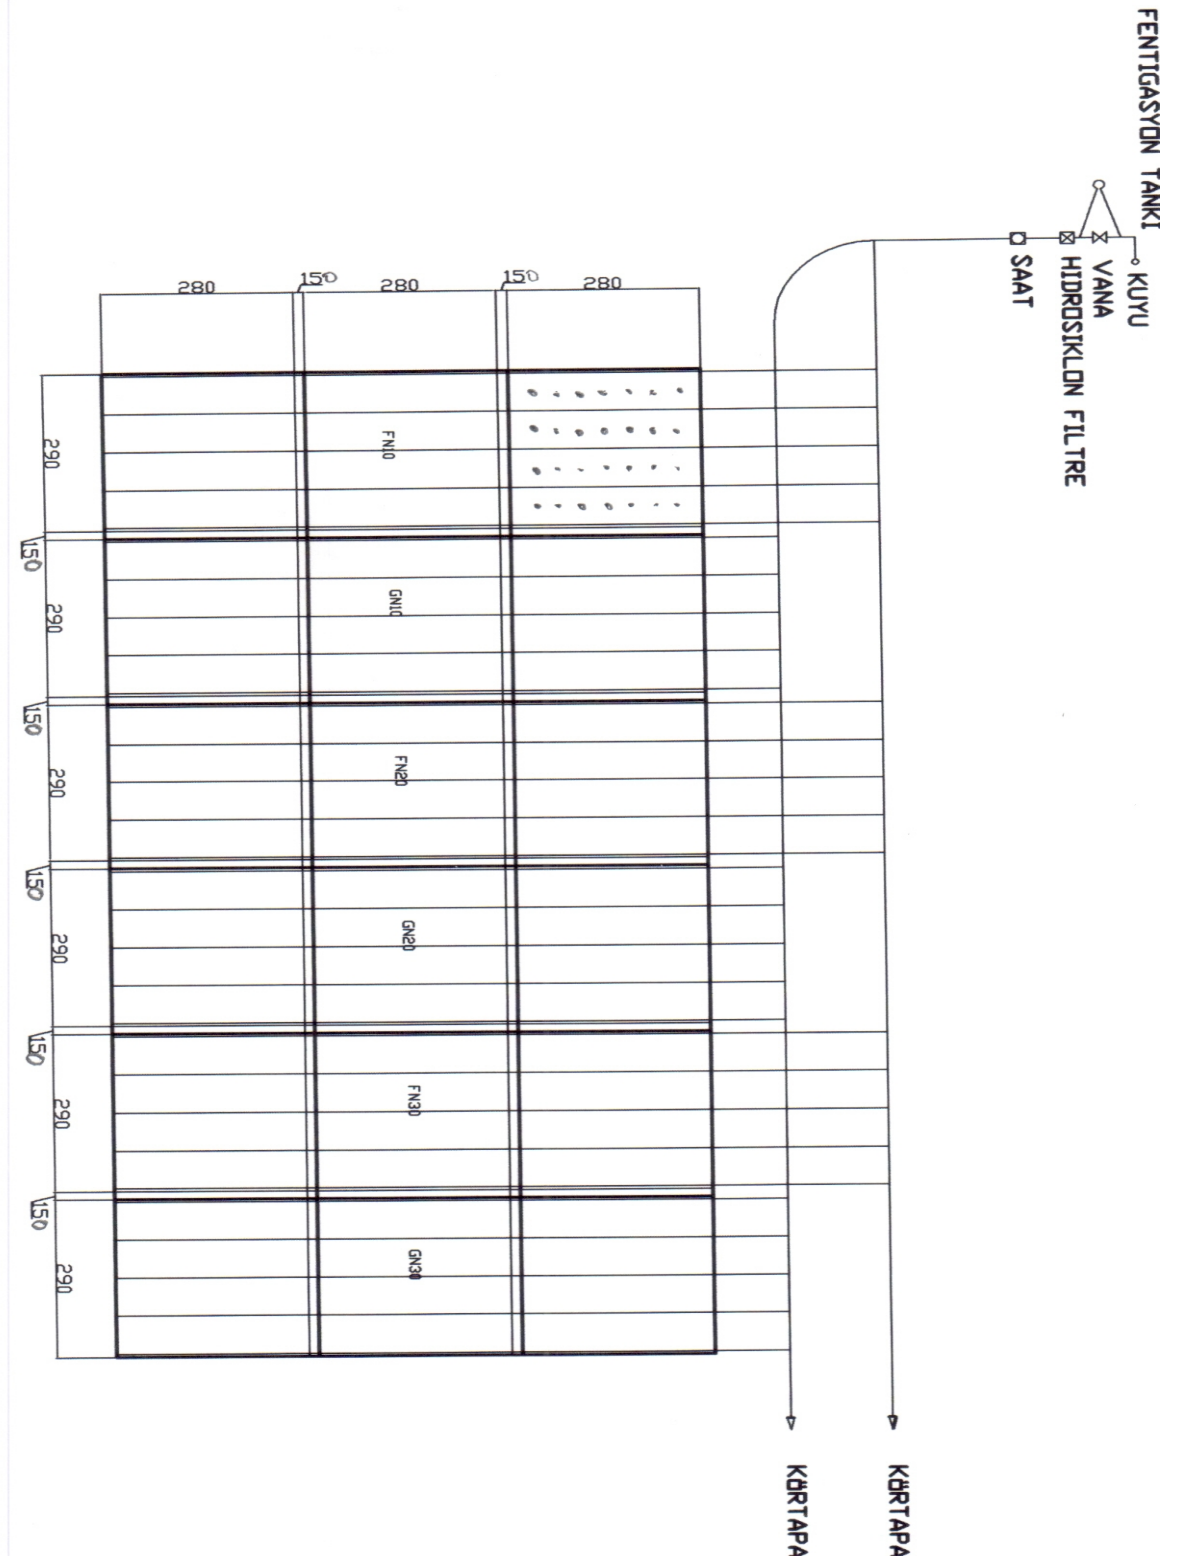 FENTIGASYON TANKI
KUYU
VANA
HIDROSIKLON FILTRE
SAAT
280
150
280
150
280
FN10
GN10
FN20
GN20
FN30
GN30
290
150
290
150
290
150
290
150
290
150
290
KÖRTAPA
KÖRTAPA